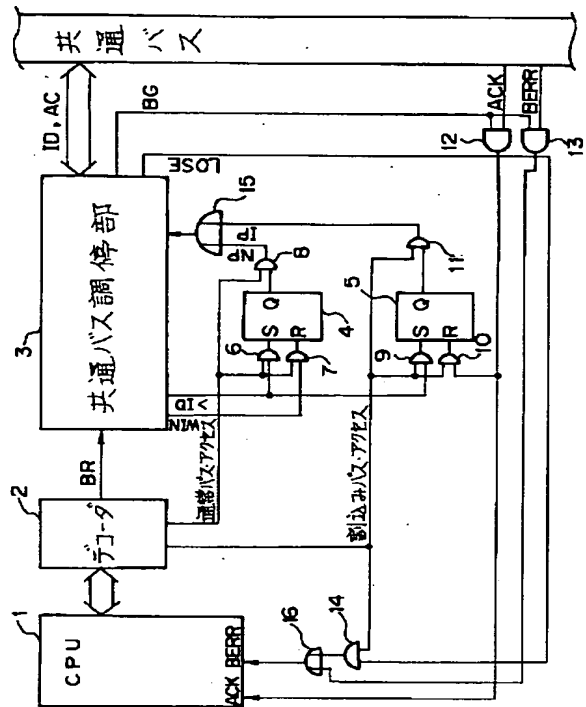 1
CPU
ACK BERR
2
デコーダ
BR
3
共通バス調停部
ID, AC
BG
LOSE
共通バス
>ID
WIN
通常バス・アクセス
割込みバス・アクセス
6
7
S
R
Q
4
8
NP
IP
15
9
10
S
R
Q
5
11
ACK
12
BERR
13
14
16